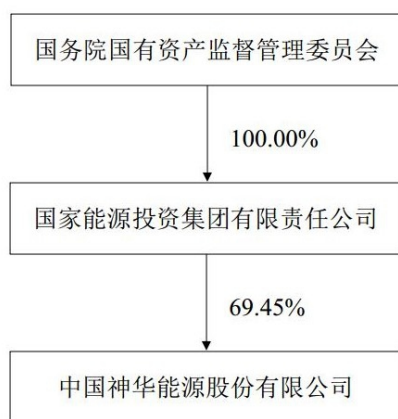 国务院国有资产监督管理委员会
100.00%
国家能源投资集团有限责任公司
69.45%
中国神华能源股份有限公司